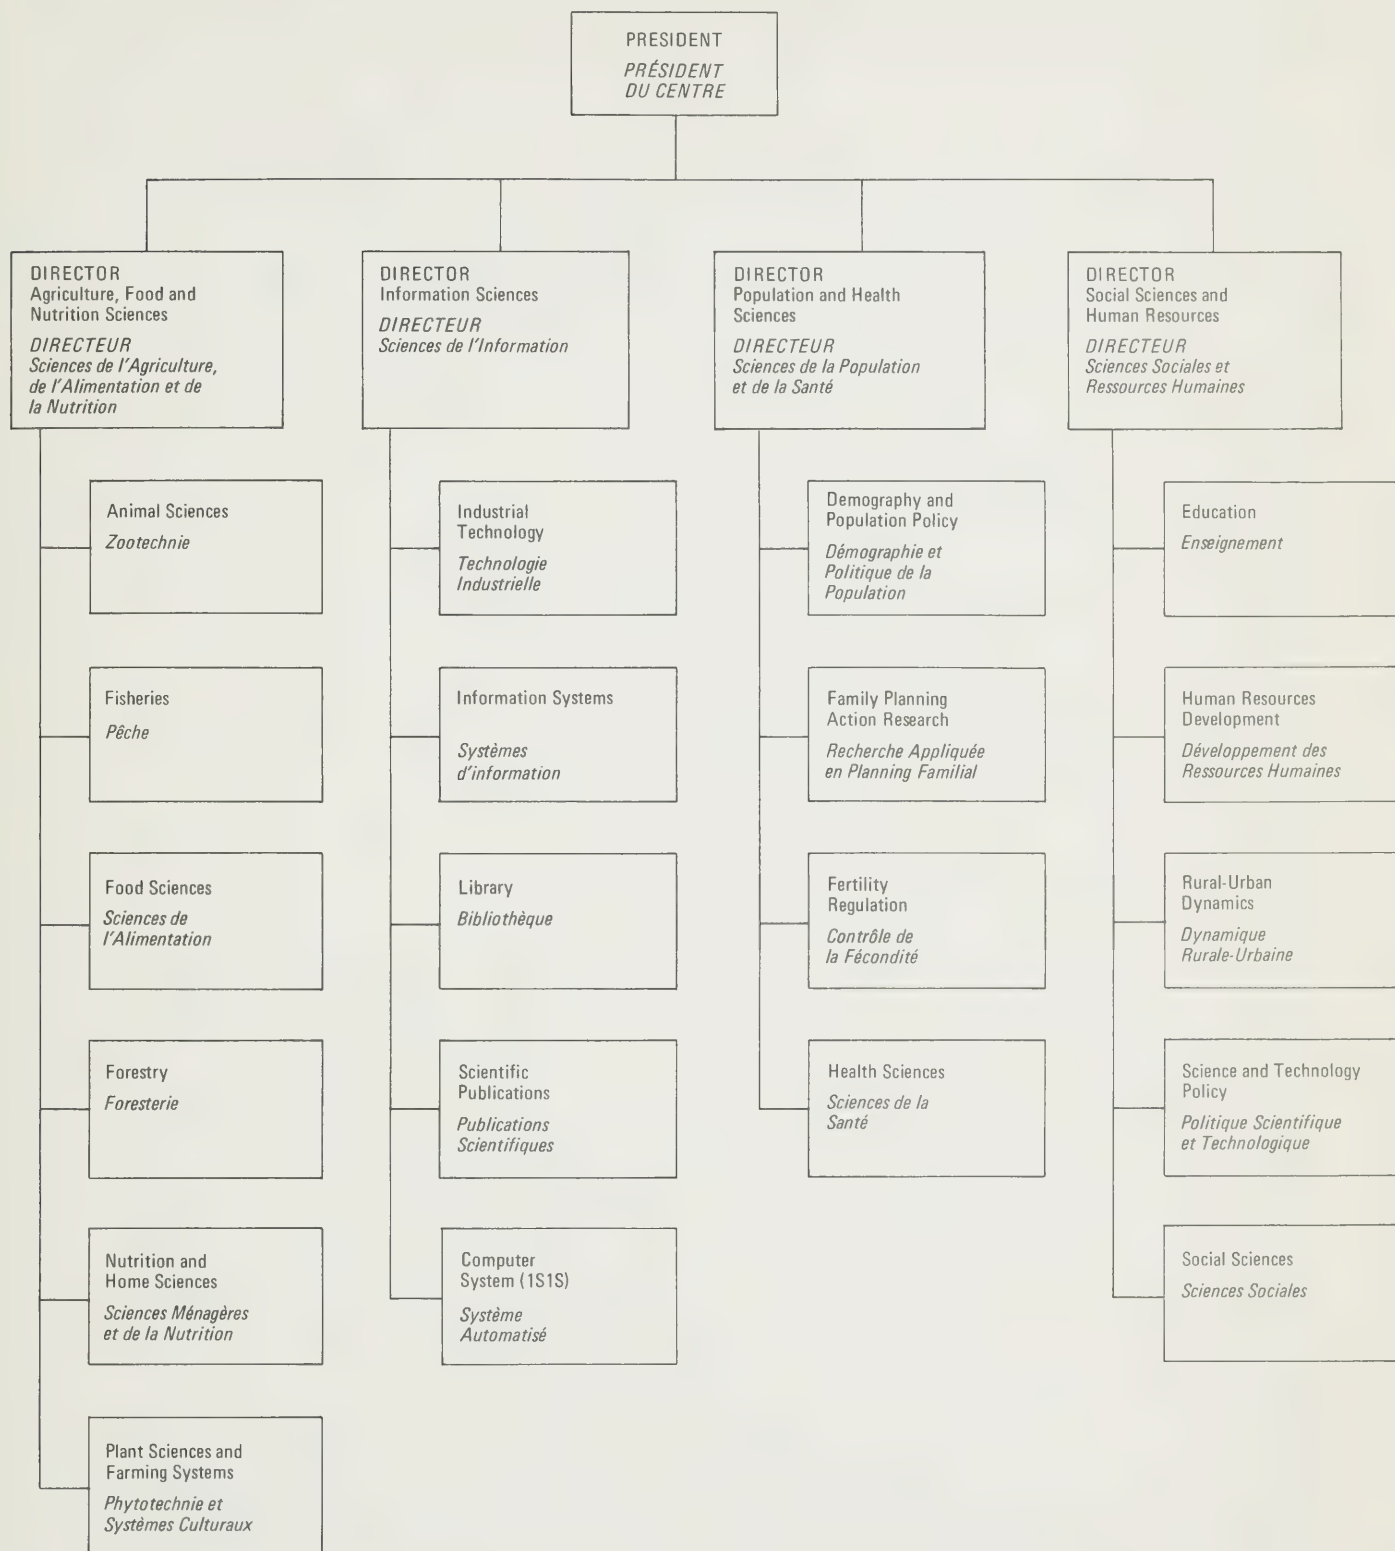 PRESIDENT
PRÉSIDENT
DU CENTRE
DIRECTOR
Agriculture, Food and
Nutrition Sciences
DIRECTEUR
Sciences de l'Agriculture,
de l'Alimentation et de
la Nutrition
Animal Sciences
Zootechnie
Fisheries
Pêche
Food Sciences
Sciences de
l'Alimentation
Forestry
Foresterie
Nutrition and
Home Sciences
Sciences Ménagères
et de la Nutrition
Plant Sciences and
Farming Systems
Phytotechnie et
Systèmes Culturaux
DIRECTOR
Information Sciences
DIRECTEUR
Sciences de l'Information
Industrial
Technology
Technologie
Industrielle
Information Systems
Systèmes
d'information
Library
Bibliothèque
Scientific
Publications
Publications
Scientifiques
Computer
System (1S1S)
Système
Automatisé
DIRECTOR
Population and Health
Sciences
DIRECTEUR
Sciences de la Population
et de la Santé
Demography and
Population Policy
Démographie et
Politique de la
Population
Family Planning
Action Research
Recherche Appliquée
en Planning Familial
Fertility
Regulation
Contrôle de
la Fécondité
Health Sciences
Sciences de la
Santé
DIRECTOR
Social Sciences and
Human Resources
DIRECTEUR
Sciences Sociales et
Ressources Humaines
Education
Enseignement
Human Resources
Development
Développement des
Ressources Humaines
Rural-Urban
Dynamics
Dynamique
Rurale-Urbaine
Science and Technology
Policy
Politique Scientifique
et Technologique
Social Sciences
Sciences Sociales